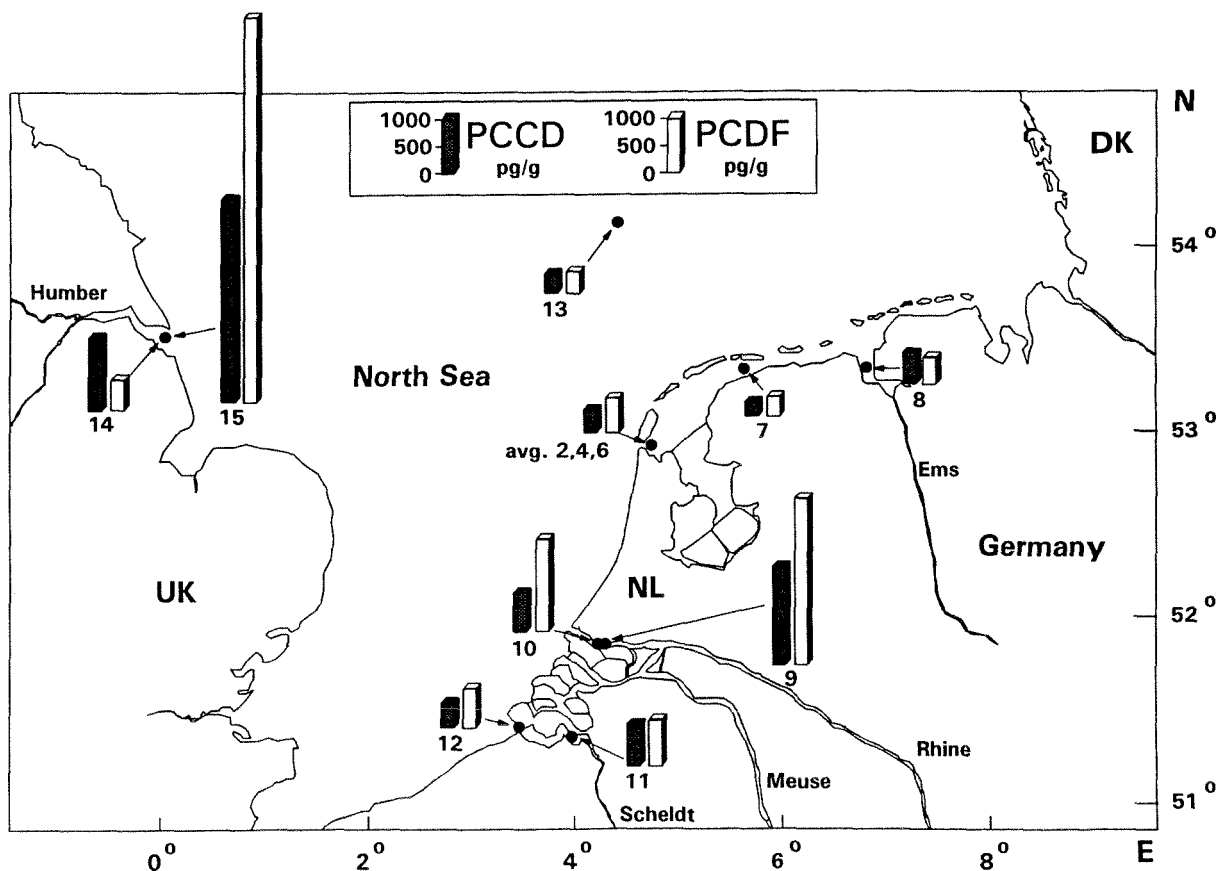 N
1000
500
0
PCCD
pg/g
1000
500
0
PCDF
pg/g
DK
54°
13
Humber
North Sea
14
15
8
7
avg. 2,4,6
53°
Ems
Germany
UK
NL
52°
10
9
12
11
Rhine
Meuse
Scheldt
51°
0°
2°
4°
6°
8°
E